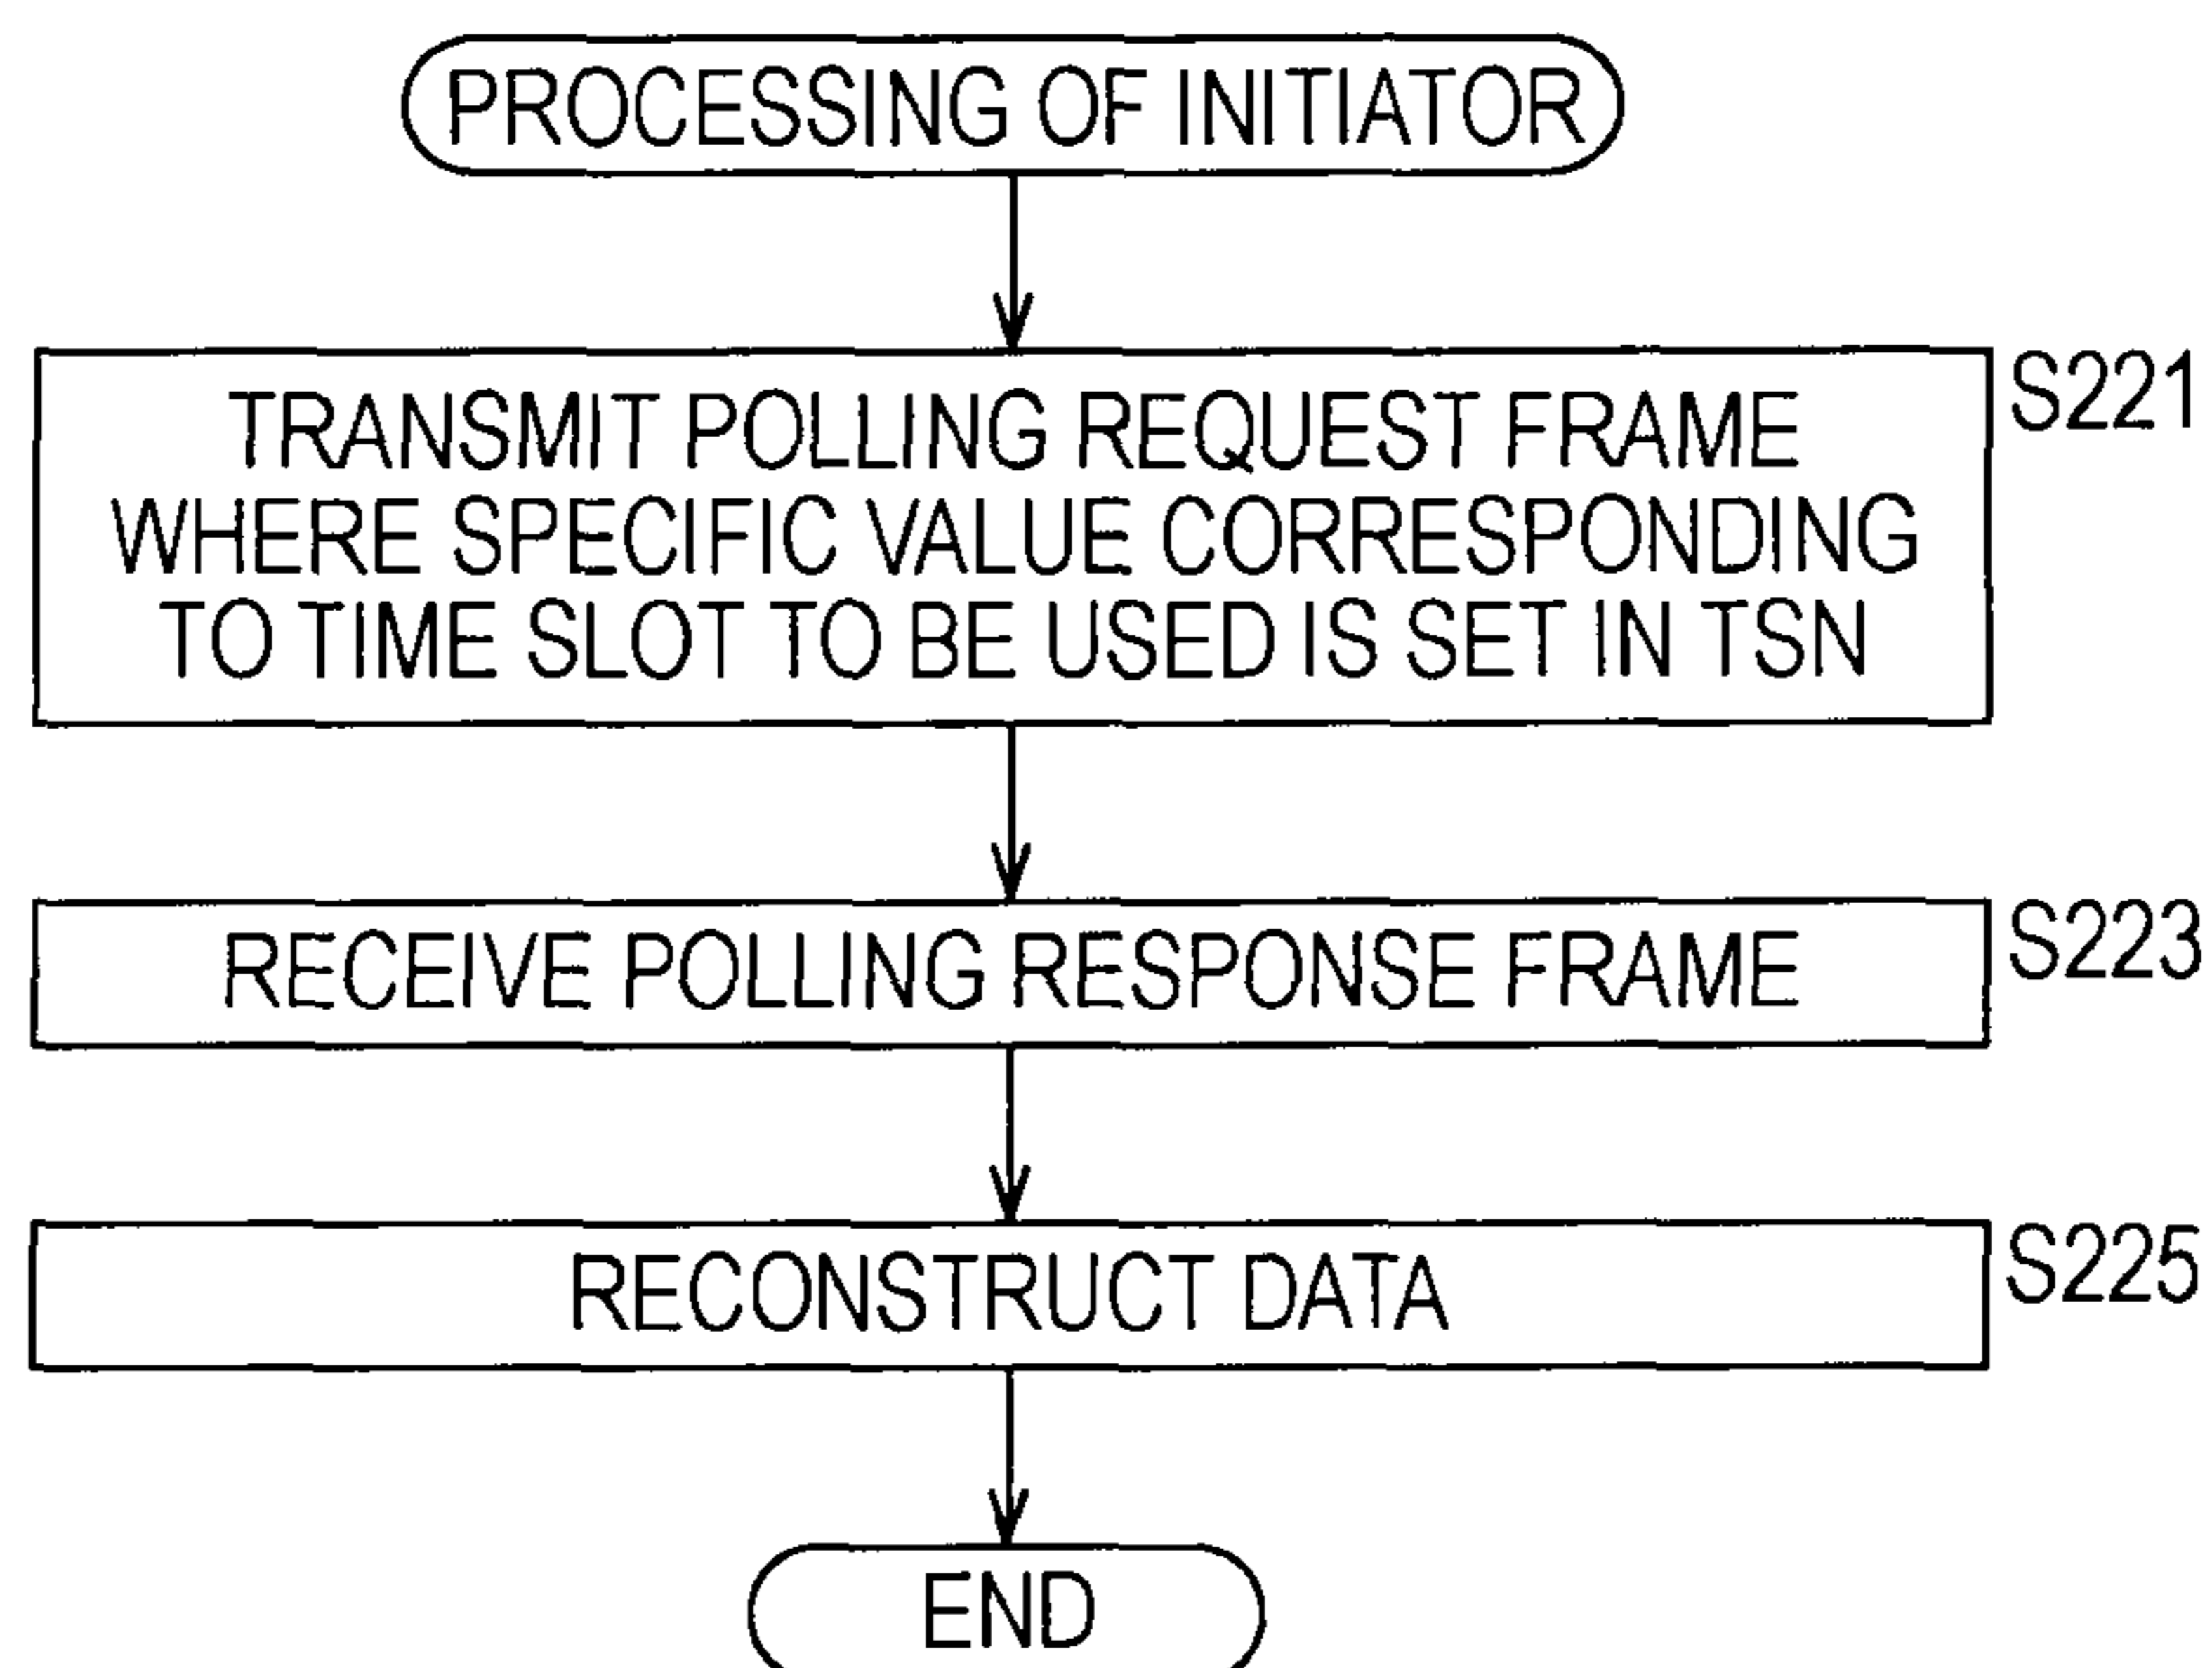 PROCESSING OF INITIATOR
TRANSMIT POLLING REQUEST FRAME
WHERE SPECIFIC VALUE CORRESPONDING
TO TIME SLOT TO BE USED IS SET IN TSN
S221
RECEIVE POLLING RESPONSE FRAME
S223
RECONSTRUCT DATA
S225
END